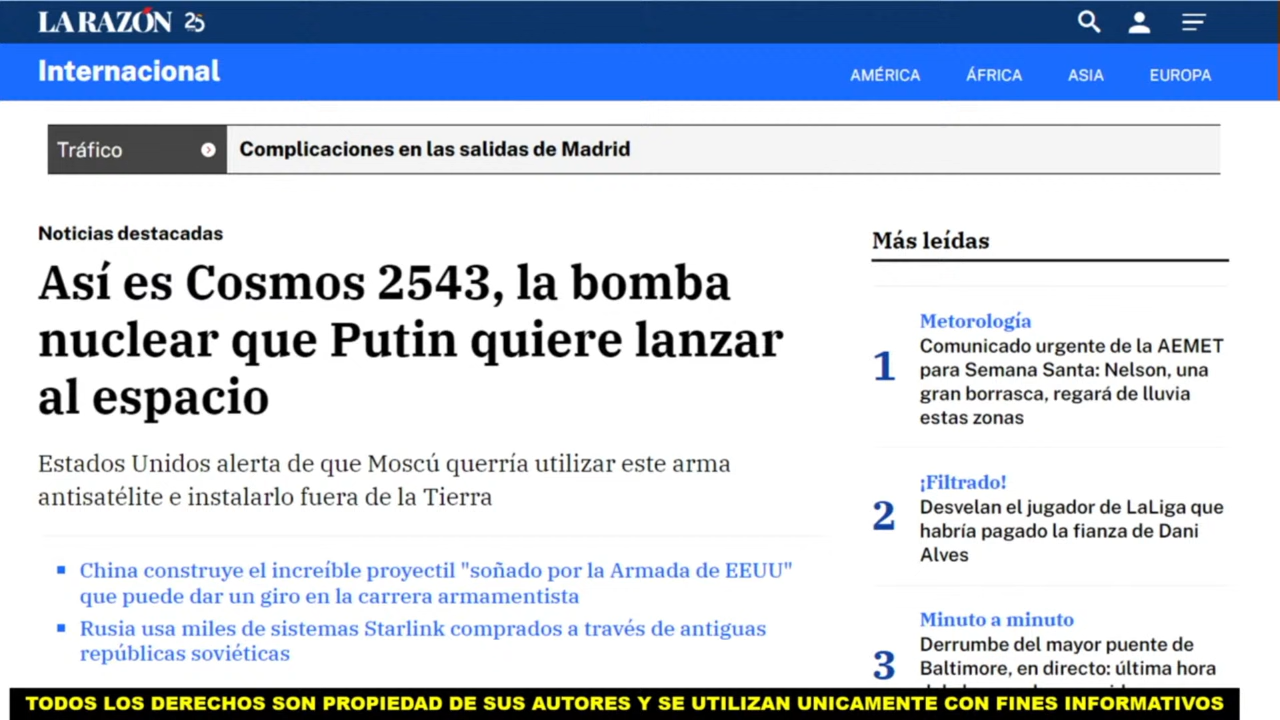 LA RAZÓN 25
Internacional
AMÉRICA ÁFRICA ASIA EUROPA
Tráfico Complicaciones en las salidas de Madrid
Noticias destacadas
Así es Cosmos 2543, la bomba
nuclear que Putin quiere lanzar
al espacio
Estados Unidos alerta de que Moscú querría utilizar este arma
antisatélite e instalarlo fuera de la Tierra
China construye el increíble proyectil "soñado por la Armada de EEUU"
que puede dar un giro en la carrera armamentista
Rusia usa miles de sistemas Starlink comprados a través de antiguas
repúblicas soviéticas
Más leídas
Metorología
1 Comunicado urgente de la AEMET
para Semana Santa: Nelson, una
gran borrasca, regará de lluvia
estas zonas
¡Filtrado!
2 Desvelan el jugador de LaLiga que
habría pagado la fianza de Dani
Alves
Minuto a minuto
3 Derrumbe del mayor puente de
Baltimore, en directo: última hora
TODOS LOS DERECHOS SON PROPIEDAD DE SUS AUTORES Y SE UTILIZAN UNICAMENTE CON FINES INFORMATIVOS